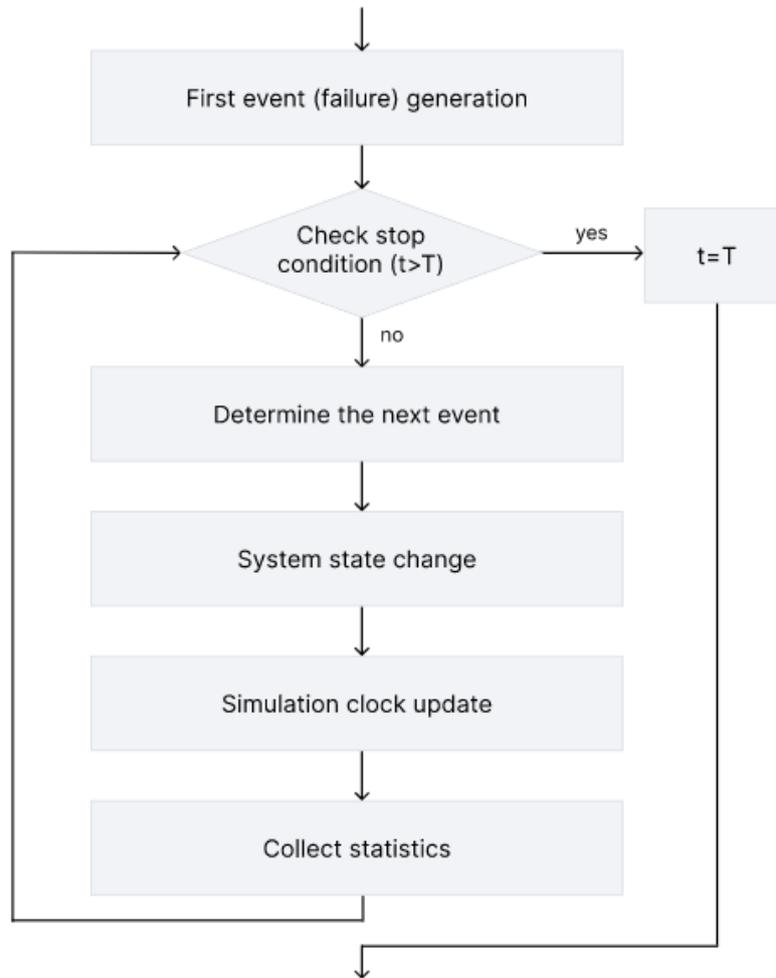 First event (failure) generation
Check stop
condition (t>T)
yes
t=T
no
Determine the next event
System state change
Simulation clock update
Collect statistics